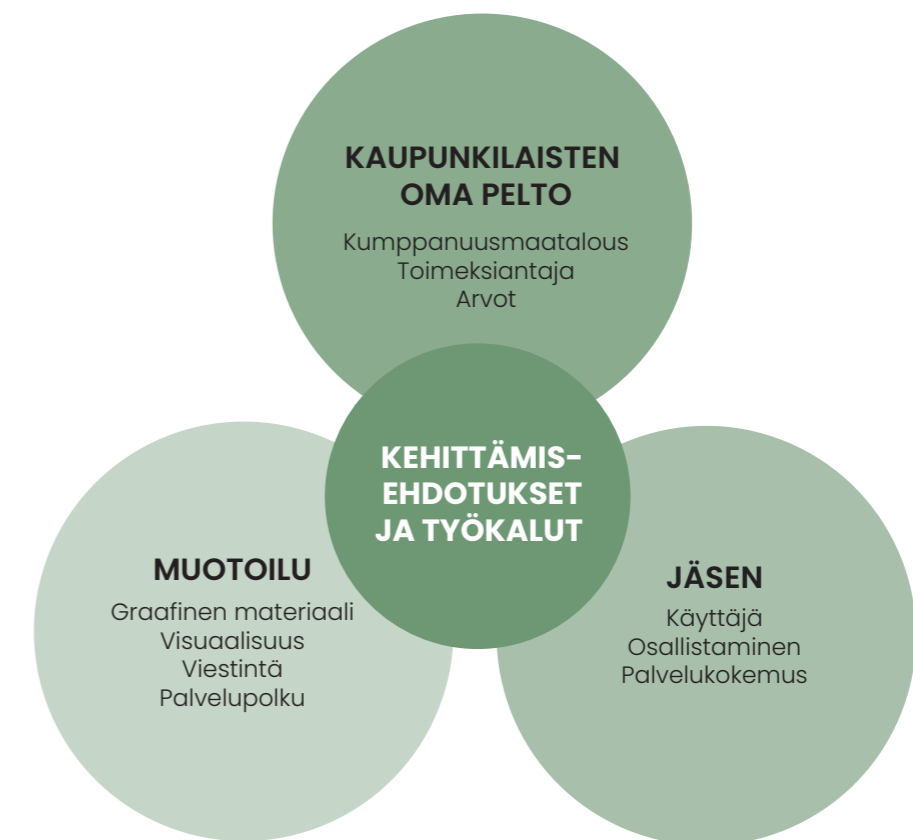 KAUPUNKILAISTEN
OMA PELTO
Kumppanuusmaatalous
Toimeksiantaja
Arvot
KEHITTÄMIS-
EHDOTUKSET
JA TYÖKALUT
MUOTOILU
Graafinen materiaali
Visuaalisuus
Viestintä
Palvelupolku
JÄSEN
Käyttäjä
Osallistaminen
Palvelukokemus